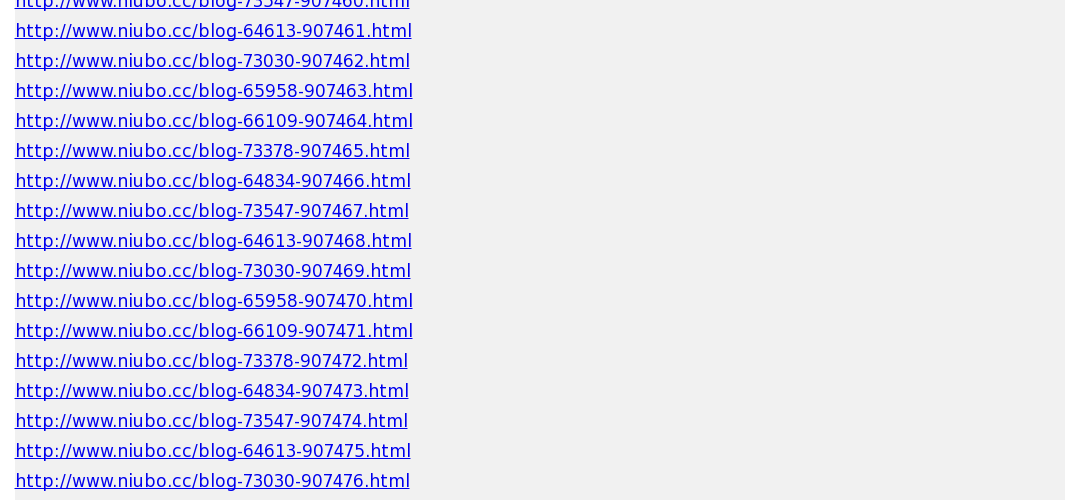 http://www.niubo.cc/blog-73547-907460.html
http://www.niubo.cc/blog-64613-907461.html
http://www.niubo.cc/blog-73030-907462.html
http://www.niubo.cc/blog-65958-907463.html
http://www.niubo.cc/blog-66109-907464.html
http://www.niubo.cc/blog-73378-907465.html
http://www.niubo.cc/blog-64834-907466.html
http://www.niubo.cc/blog-73547-907467.html
http://www.niubo.cc/blog-64613-907468.html
http://www.niubo.cc/blog-73030-907469.html
http://www.niubo.cc/blog-65958-907470.html
http://www.niubo.cc/blog-66109-907471.html
http://www.niubo.cc/blog-73378-907472.html
http://www.niubo.cc/blog-64834-907473.html
http://www.niubo.cc/blog-73547-907474.html
http://www.niubo.cc/blog-64613-907475.html
http://www.niubo.cc/blog-73030-907476.html